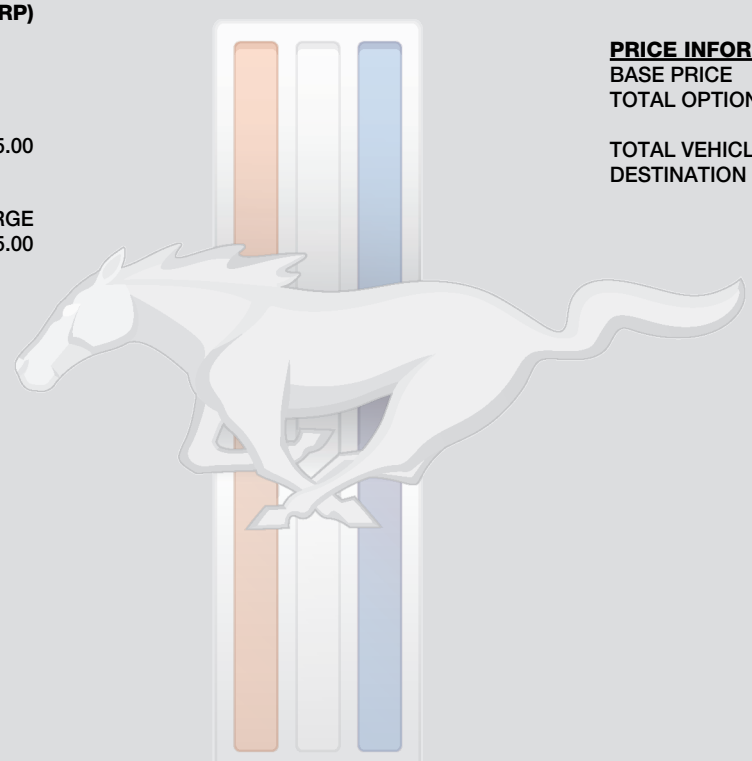 RP)
5.00
RGE
5.00
PRICE INFOR
BASE PRICE
TOTAL OPTION
TOTAL VEHICL
DESTINATION